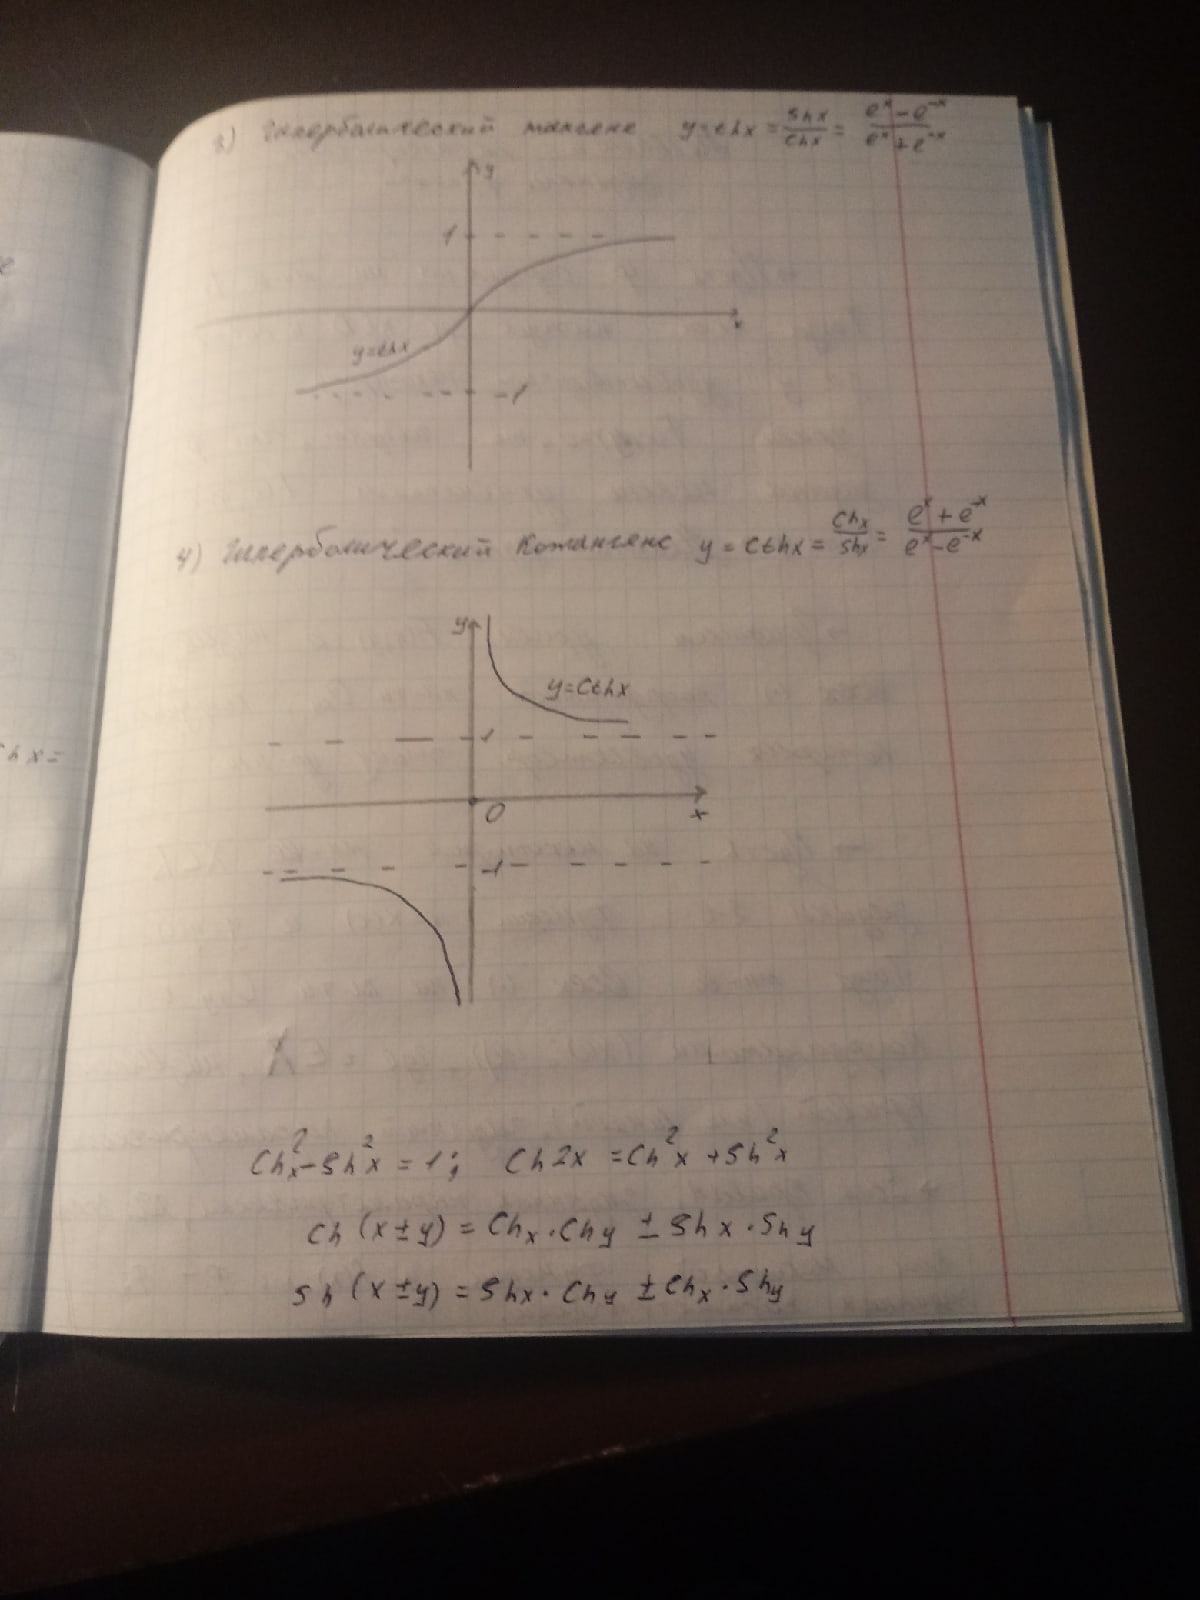 3) Гиперболический тангенс y = thx = shx/chx = (e^x - e^-x)/(e^x + e^-x)
y
1
x
y=thx
-1
4) Гиперболический Котангенс y = cthx = chx/shx = (e^x + e^-x)/(e^x - e^-x)
y
y=cthx
1
0
x
-1
hx=
Ch²x - Sh²x = 1; Ch2x = Ch²x + Sh²x
Ch (x±y) = Chx · Chy ± Shx · Shy
Sh (x±y) = Shx · Chy ± Chx · Shy